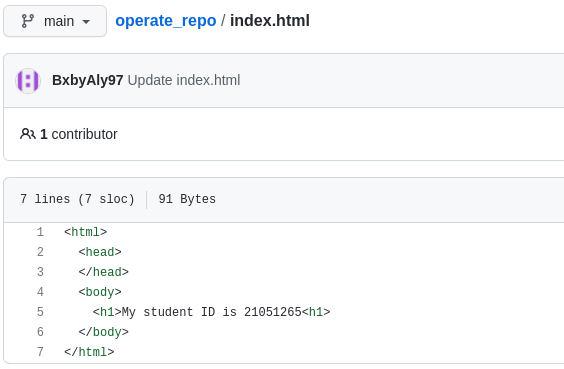 main operate_repo / index.html
BxbyAly97 Update index.html
1 contributor
7 lines (7 sloc) 91 Bytes
1 <html>
2 <head>
3 </head>
4 <body>
5 <h1>My student ID is 21051265<h1>
6 </body>
7 </html>